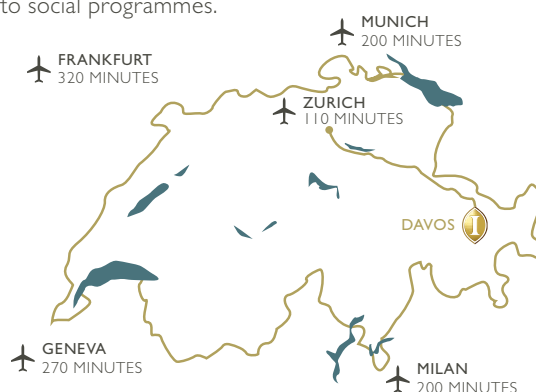 to social programmes.
MUNICH
200 MINUTES
FRANKFURT
320 MINUTES
ZURICH
110 MINUTES
DAVOS
I
GENEVA
270 MINUTES
MILAN
200 MINUTES